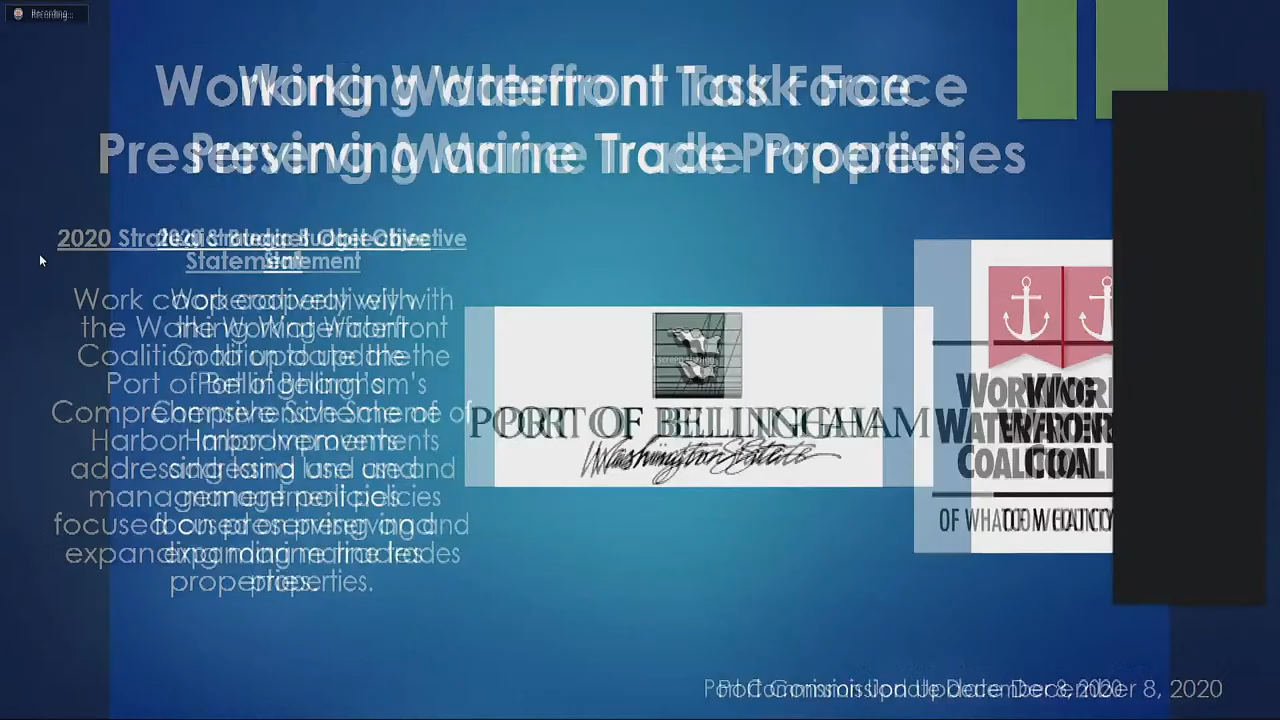 Recording...
Working Waterfront Task Force
Preserving Marine Trade Properties
2020 Strategic Budget Objective
Statement
Work cooperatively with
the Working Waterfront
Coalition to update the
Port of Bellingham's
Comprehensive Scheme of
Harbor Improvements
addressing land use and
management policies
focused on preserving and
expanding marine trades
properties.
PORT OF BELLINGHAM
Washington State
WORKING
WATERFRONT
COALITION
OF WHATCOM COUNTY
Port Commission Update December 8, 2020